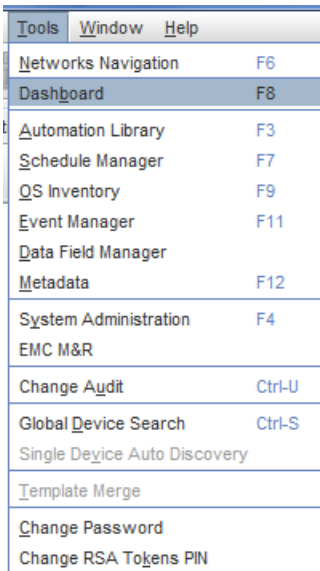 Tools Window Help
Networks Navigation F6
Dashboard F8
Automation Library F3
Schedule Manager F7
OS Inventory F9
Event Manager F11
Data Field Manager
Metadata F12
System Administration F4
EMC M&R
Change Audit Ctrl-U
Global Device Search Ctrl-S
Single Device Auto Discovery
Template Merge
Change Password
Change RSA Tokens PIN